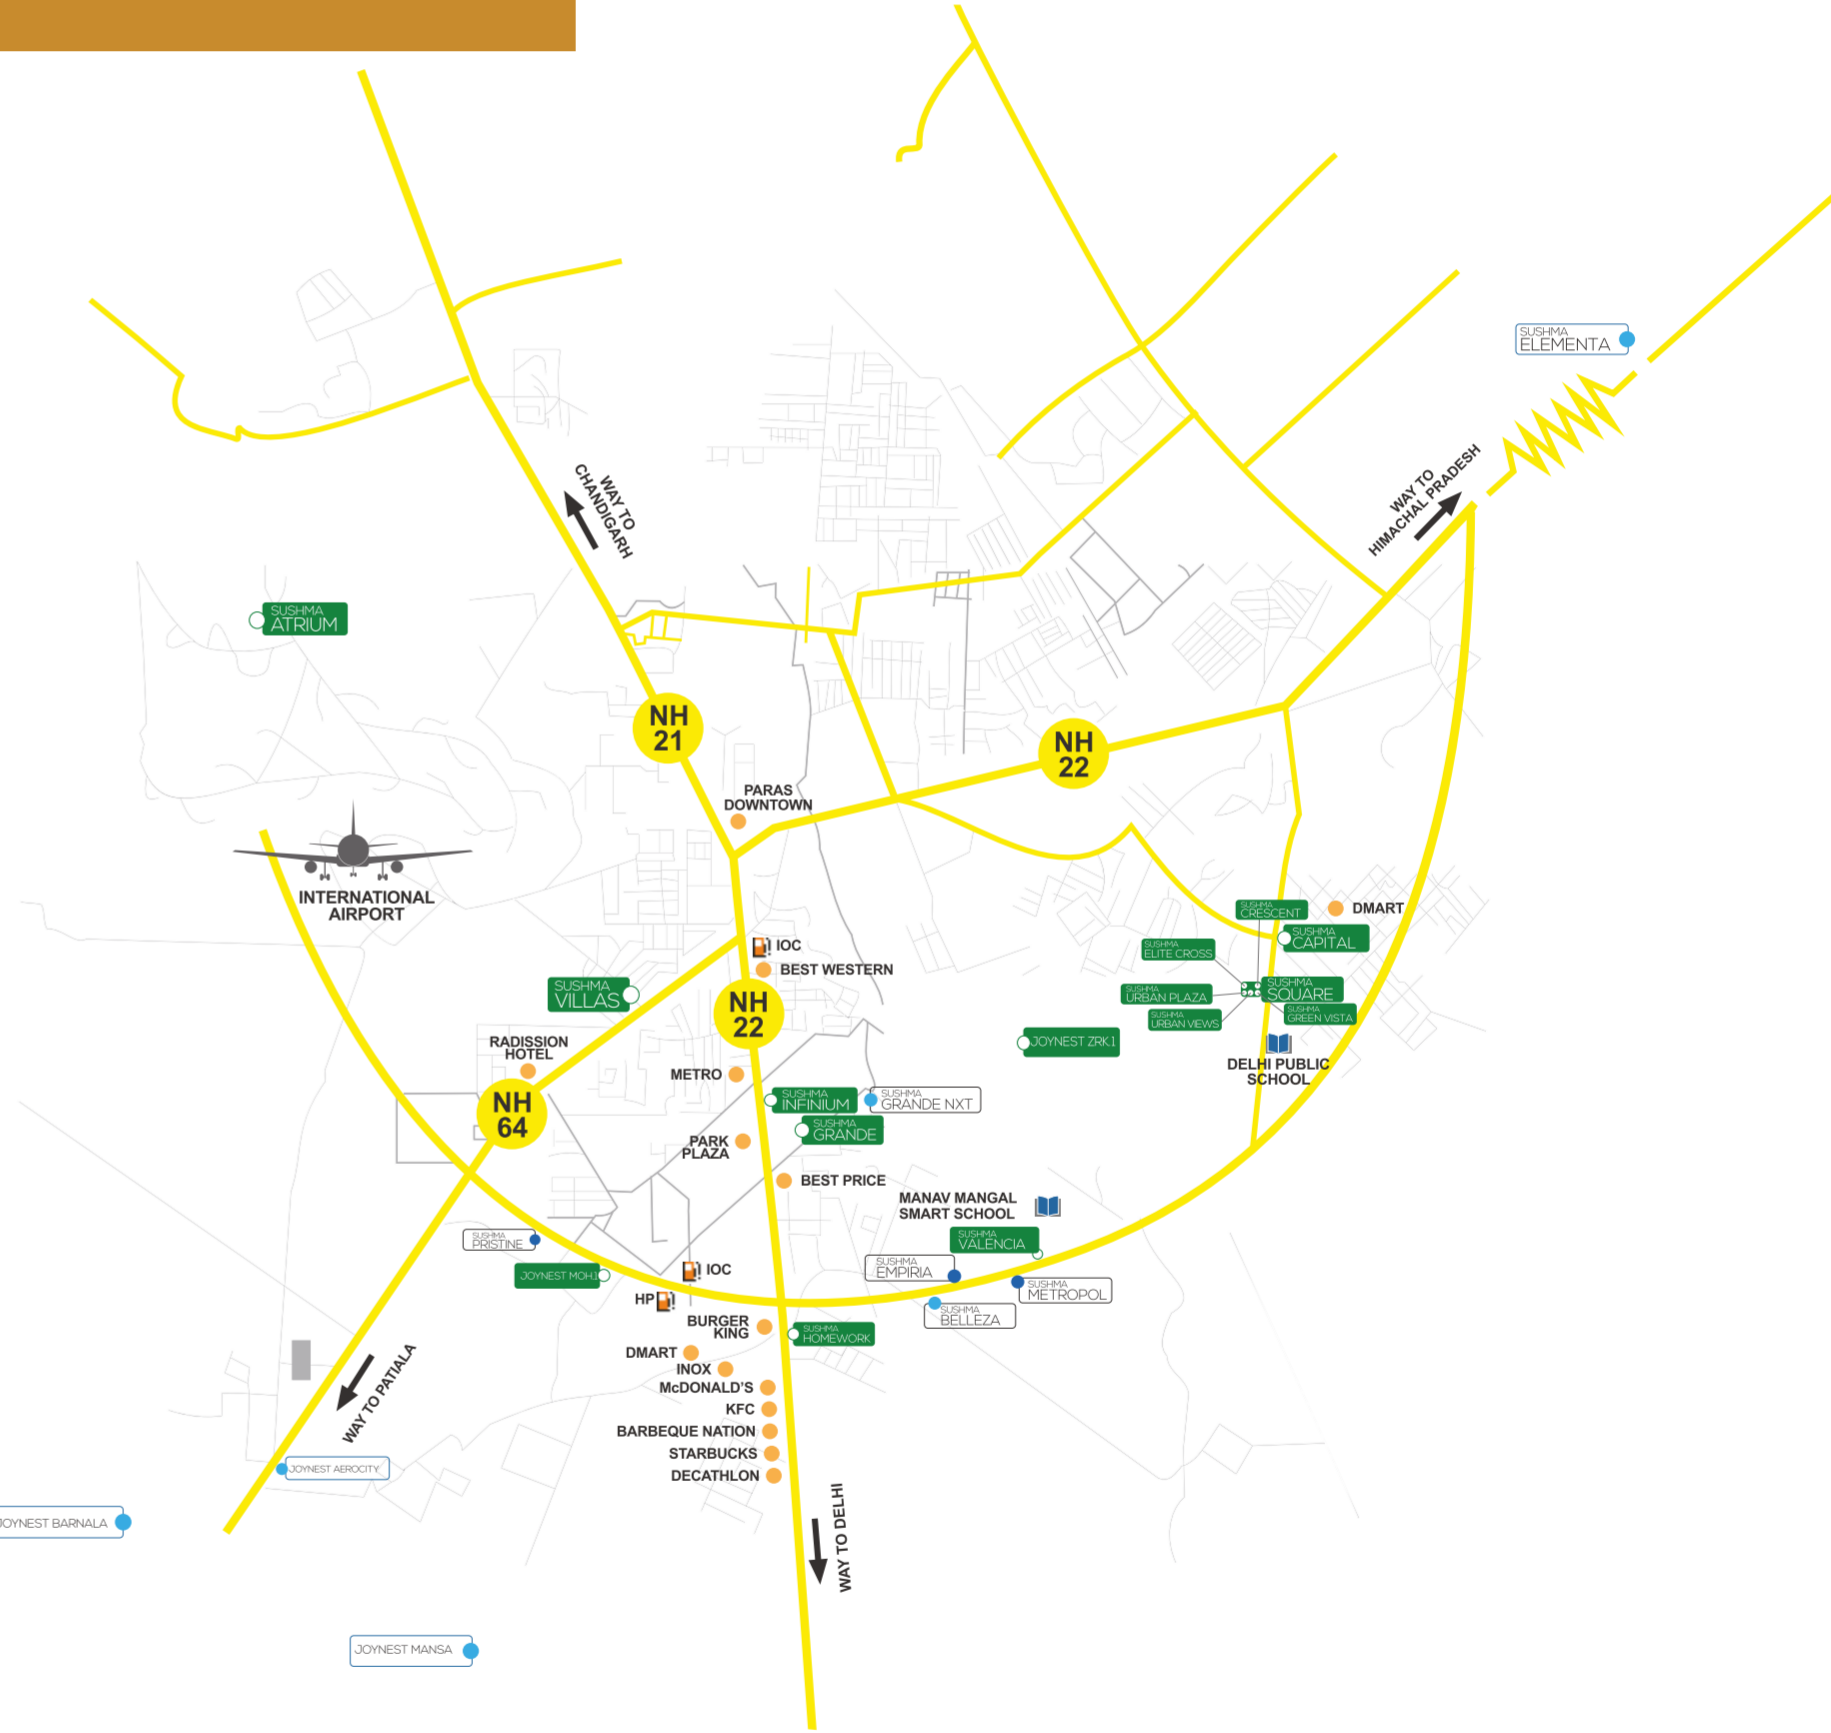 SUSHMA
ELEMENTA
WAY TO
CHANDIGARH
WAY TO
HIMACHAL PRADESH
SUSHMA
ATRIUM
NH
21
NH
22
PARAS
DOWNTOWN
INTERNATIONAL
AIRPORT
SUSHMA
CRESCENT
DMART
SUSHMA
CAPITAL
IOC
SUSHMA
ELITE CROSS
BEST WESTERN
SUSHMA
VILLAS
SUSHMA
URBAN PLAZA
SUSHMA
SQUARE
NH
22
SUSHMA
URBAN VIEWS
SUSHMA
GREEN VISTA
RADISSION
HOTEL
JOYNEST ZRK.1
DELHI PUBLIC
SCHOOL
METRO
NH
64
SUSHMA
INFINIUM
SUSHMA
GRANDE NXT
SUSHMA
GRANDE
PARK
PLAZA
BEST PRICE
MANAV MANGAL
SMART SCHOOL
SUSHMA
PRISTINE
SUSHMA
VALENCIA
JOYNEST MOH.1
IOC
SUSHMA
EMPIRIA
SUSHMA
METROPOL
HP
SUSHMA
BELLEZA
BURGER
KING
SUSHMA
HOMEWORK
DMART
INOX
McDONALD'S
KFC
BARBEQUE NATION
STARBUCKS
DECATHLON
WAY TO PATIALA
JOYNEST AEROCITY
JOYNEST BARNALA
WAY TO DELHI
JOYNEST MANSA